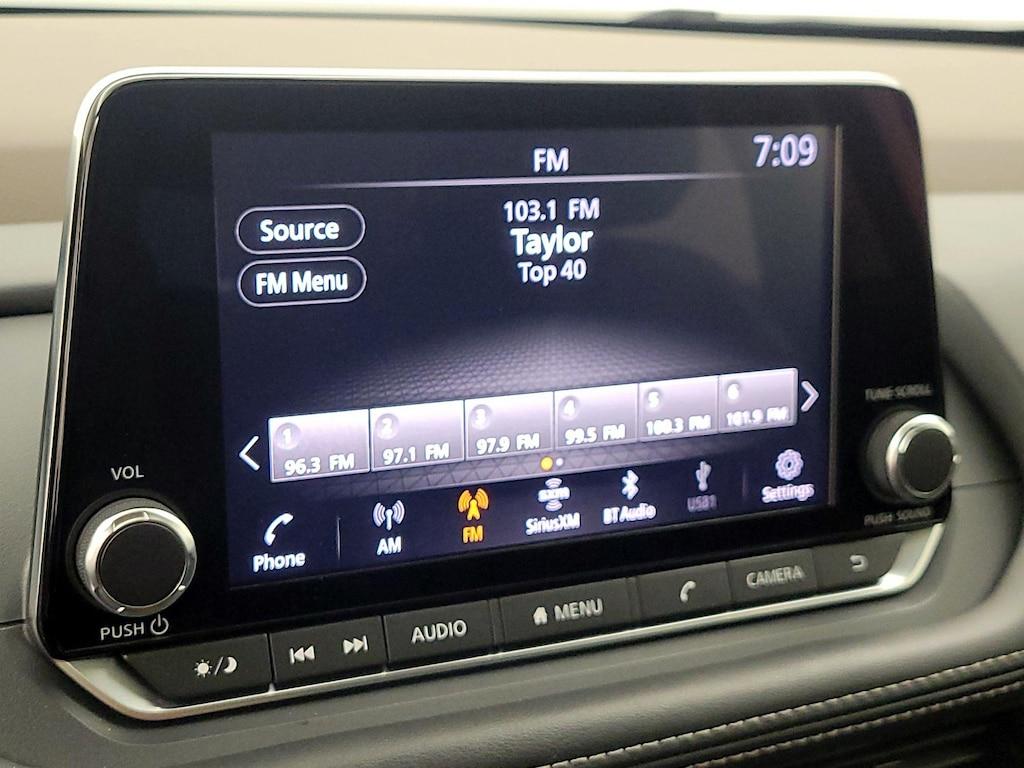 FM
7:09
Source
FM Menu
103.1 FM
Taylor
Top 40
1
96.3 FM
2
97.1 FM
3
97.9 FM
4
99.5 FM
5
100.3 FM
6
101.9 FM
Phone
AM
FM
SXM
SiriusXM
BT Audio
USB1
Settings
VOL
PUSH
TUNE·SCROLL
PUSH SOUND
AUDIO
MENU
CAMERA